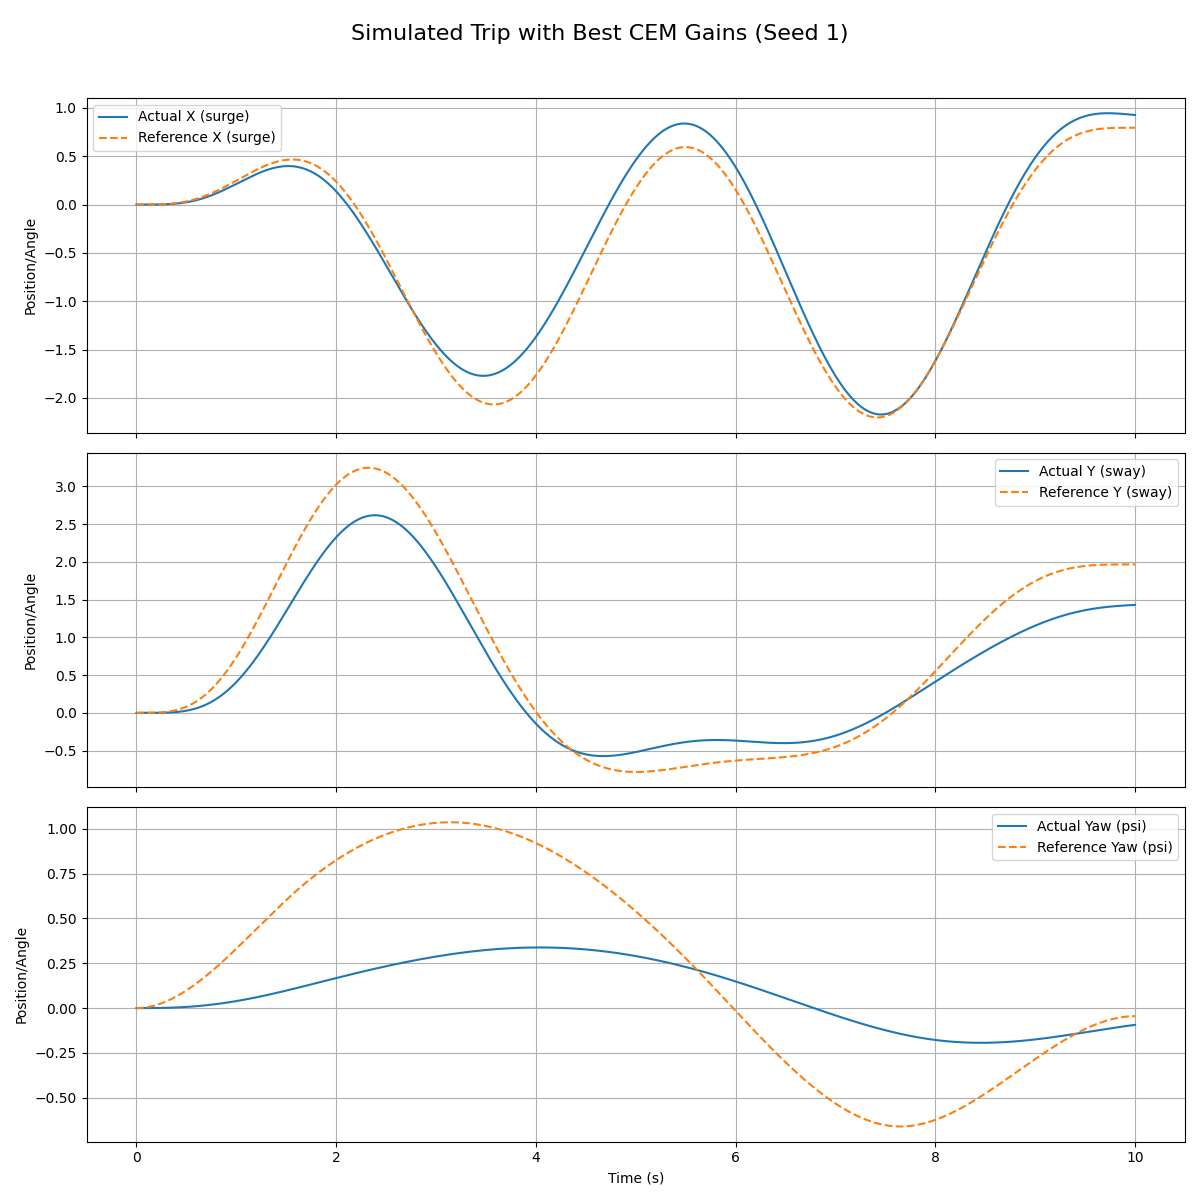 Simulated Trip with Best CEM Gains (Seed 1)
Actual X (surge)
Reference X (surge)
Position/Angle
1.0
0.5
0.0
−0.5
−1.0
−1.5
−2.0
Actual Y (sway)
Reference Y (sway)
Position/Angle
3.0
2.5
2.0
1.5
1.0
0.5
0.0
−0.5
Actual Yaw (psi)
Reference Yaw (psi)
Position/Angle
1.00
0.75
0.50
0.25
0.00
−0.25
−0.50
0 2 4 6 8 10
Time (s)